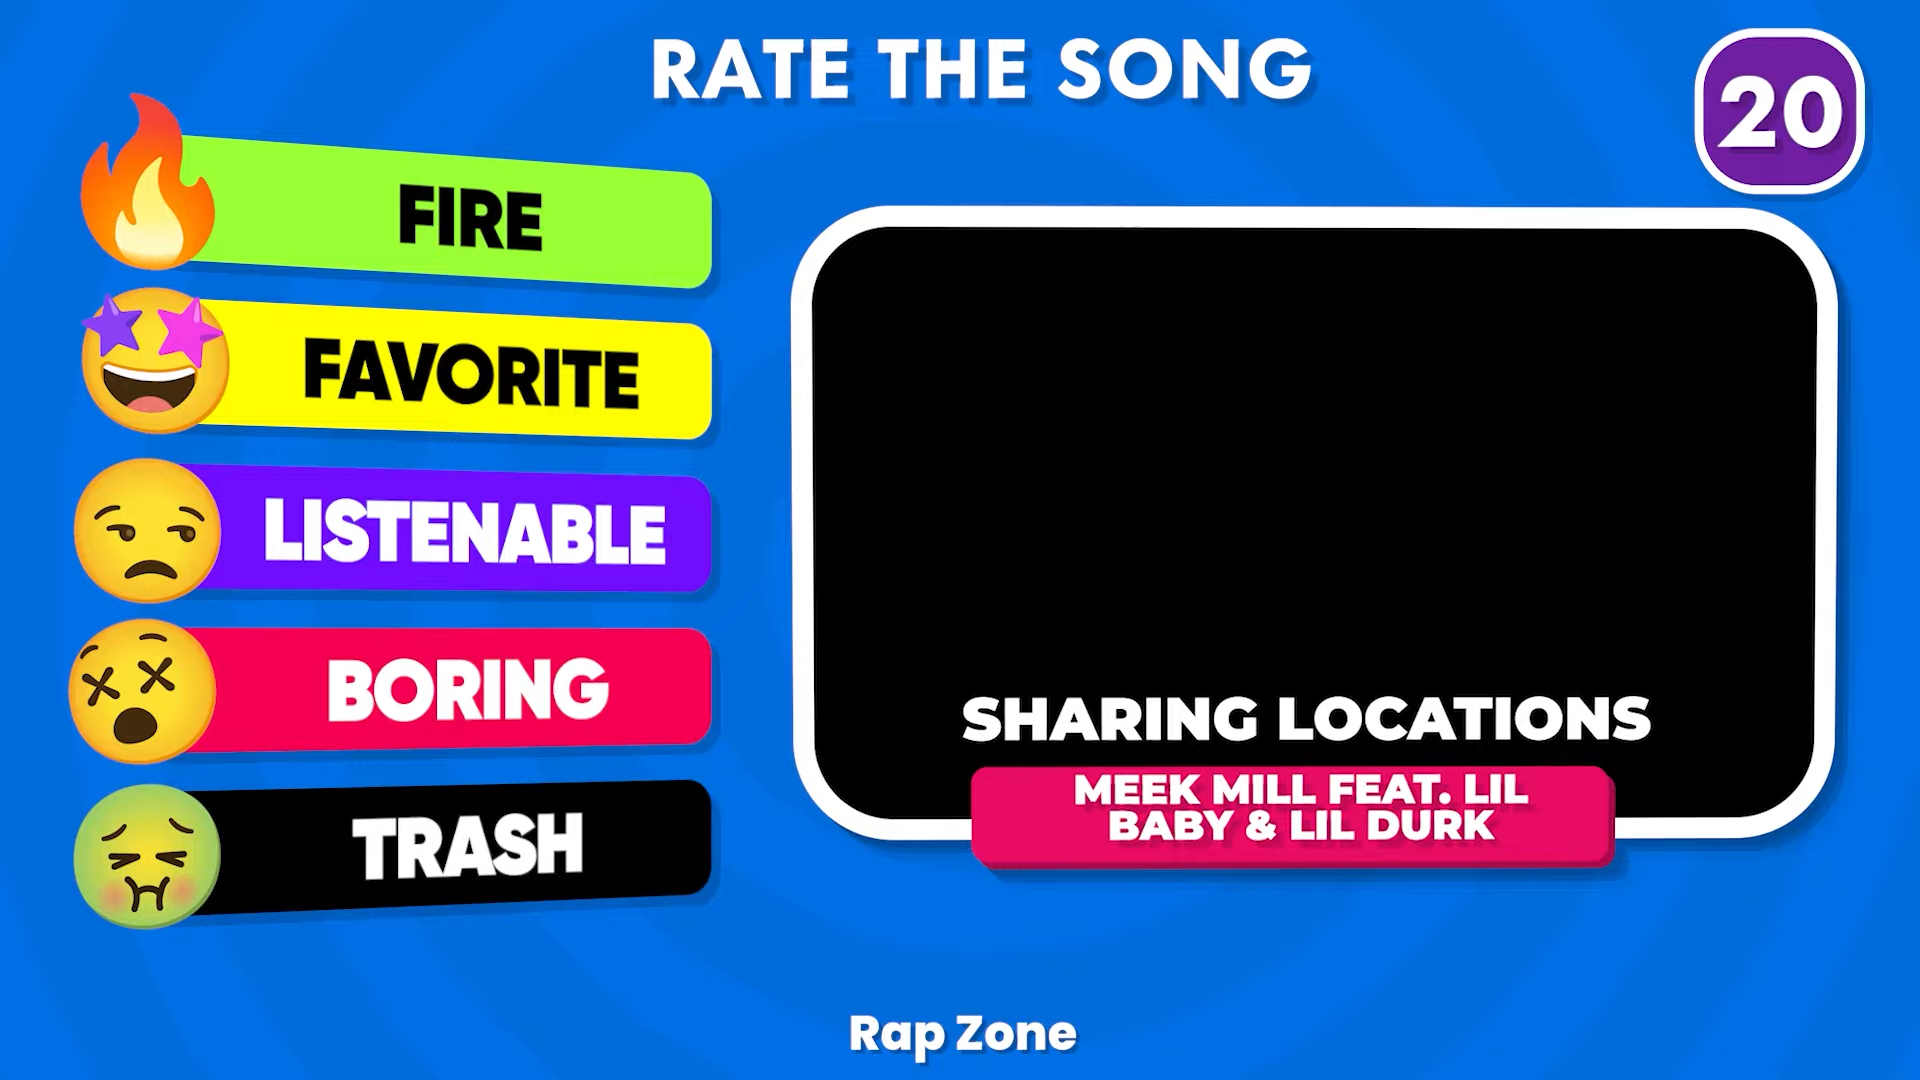 RATE THE SONG
20
FIRE
FAVORITE
LISTENABLE
BORING
TRASH
SHARING LOCATIONS
MEEK MILL FEAT. LIL
BABY & LIL DURK
Rap Zone